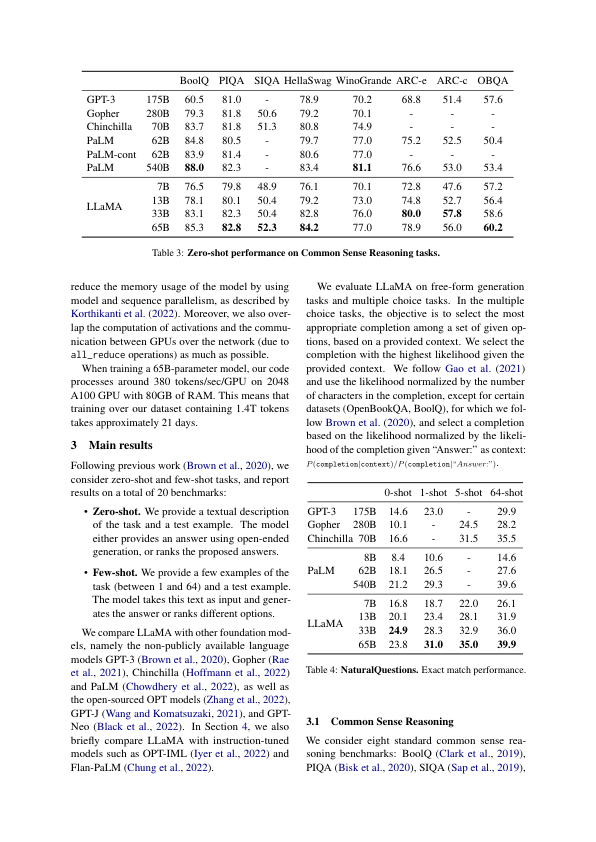 BoolQ PIQA SIQA HellaSwag WinoGrande ARC-e ARC-c OBQA
GPT-3 175B 60.5 81.0 - 78.9 70.2 68.8 51.4 57.6
Gopher 280B 79.3 81.8 50.6 79.2 70.1 - - -
Chinchilla 70B 83.7 81.8 51.3 80.8 74.9 - - -
PaLM 62B 84.8 80.5 - 79.7 77.0 75.2 52.5 50.4
PaLM-cont 62B 83.9 81.4 - 80.6 77.0 - - -
PaLM 540B 88.0 82.3 - 83.4 81.1 76.6 53.0 53.4
LLaMA
7B 76.5 79.8 48.9 76.1 70.1 72.8 47.6 57.2
13B 78.1 80.1 50.4 79.2 73.0 74.8 52.7 56.4
33B 83.1 82.3 50.4 82.8 76.0 80.0 57.8 58.6
65B 85.3 82.8 52.3 84.2 77.0 78.9 56.0 60.2
Table 3: Zero-shot performance on Common Sense Reasoning tasks.
reduce the memory usage of the model by using
model and sequence parallelism, as described by
Korthikanti et al. (2022). Moreover, we also over-
lap the computation of activations and the commu-
nication between GPUs over the network (due to
all_reduce operations) as much as possible.
When training a 65B-parameter model, our code
processes around 380 tokens/sec/GPU on 2048
A100 GPU with 80GB of RAM. This means that
training over our dataset containing 1.4T tokens
takes approximately 21 days.
3 Main results
Following previous work (Brown et al., 2020), we
consider zero-shot and few-shot tasks, and report
results on a total of 20 benchmarks:
• Zero-shot. We provide a textual description
of the task and a test example. The model
either provides an answer using open-ended
generation, or ranks the proposed answers.
• Few-shot. We provide a few examples of the
task (between 1 and 64) and a test example.
The model takes this text as input and gener-
ates the answer or ranks different options.
We compare LLaMA with other foundation mod-
els, namely the non-publicly available language
models GPT-3 (Brown et al., 2020), Gopher (Rae
et al., 2021), Chinchilla (Hoffmann et al., 2022)
and PaLM (Chowdhery et al., 2022), as well as
the open-sourced OPT models (Zhang et al., 2022),
GPT-J (Wang and Komatsuzaki, 2021), and GPT-
Neo (Black et al., 2022). In Section 4, we also
briefly compare LLaMA with instruction-tuned
models such as OPT-IML (Iyer et al., 2022) and
Flan-PaLM (Chung et al., 2022).
We evaluate LLaMA on free-form generation
tasks and multiple choice tasks. In the multiple
choice tasks, the objective is to select the most
appropriate completion among a set of given op-
tions, based on a provided context. We select the
completion with the highest likelihood given the
provided context. We follow Gao et al. (2021)
and use the likelihood normalized by the number
of characters in the completion, except for certain
datasets (OpenBookQA, BoolQ), for which we fol-
low Brown et al. (2020), and select a completion
based on the likelihood normalized by the likeli-
hood of the completion given “Answer:” as context:
P(completion|context)/P(completion|“Answer:”).
0-shot 1-shot 5-shot 64-shot
GPT-3 175B 14.6 23.0 - 29.9
Gopher 280B 10.1 - 24.5 28.2
Chinchilla 70B 16.6 - 31.5 35.5
PaLM
8B 8.4 10.6 - 14.6
62B 18.1 26.5 - 27.6
540B 21.2 29.3 - 39.6
LLaMA
7B 16.8 18.7 22.0 26.1
13B 20.1 23.4 28.1 31.9
33B 24.9 28.3 32.9 36.0
65B 23.8 31.0 35.0 39.9
Table 4: NaturalQuestions. Exact match performance.
3.1 Common Sense Reasoning
We consider eight standard common sense rea-
soning benchmarks: BoolQ (Clark et al., 2019),
PIQA (Bisk et al., 2020), SIQA (Sap et al., 2019),